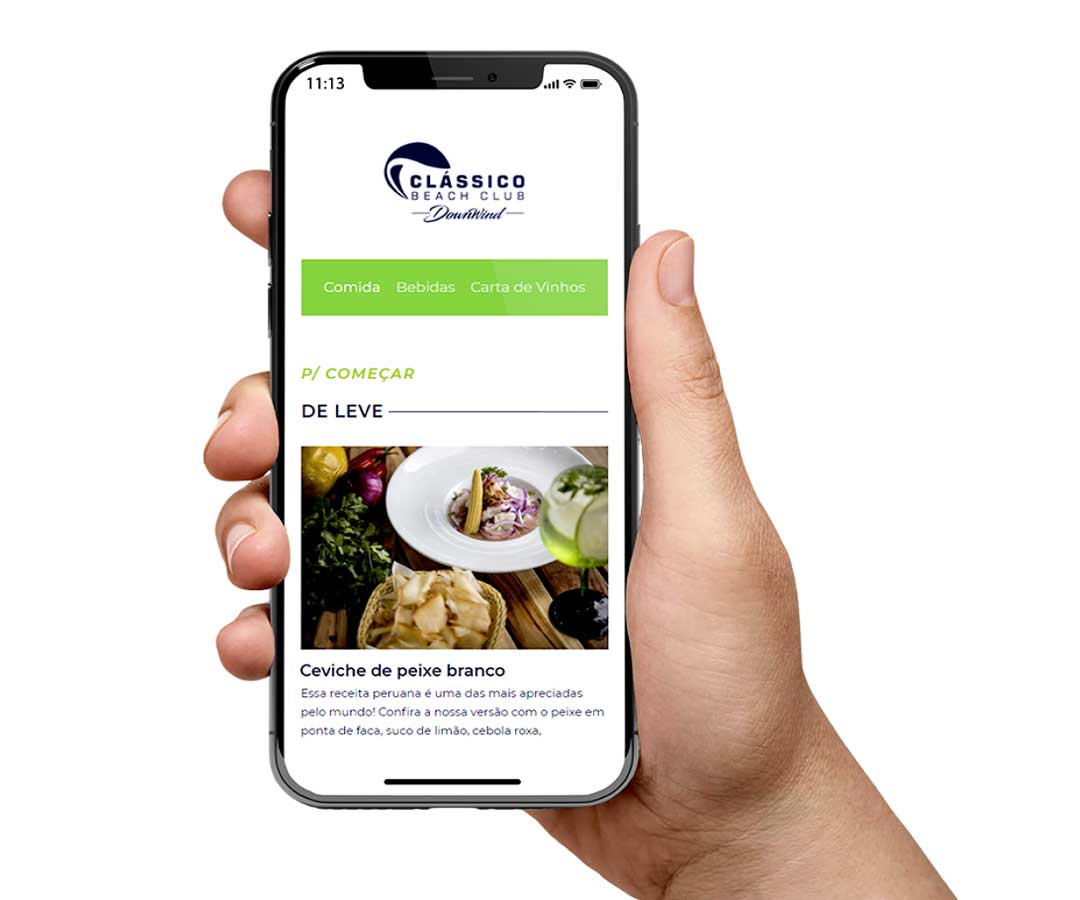 11:13
CLÁSSICO
BEACH CLUB
DownWind
Comida Bebidas Carta de Vinhos
P/ COMEÇAR
DE LEVE
Ceviche de peixe branco
Essa receita peruana é uma das mais apreciadas
pelo mundo! Confira a nossa versão com o peixe em
ponta de faca, suco de limão, cebola roxa,